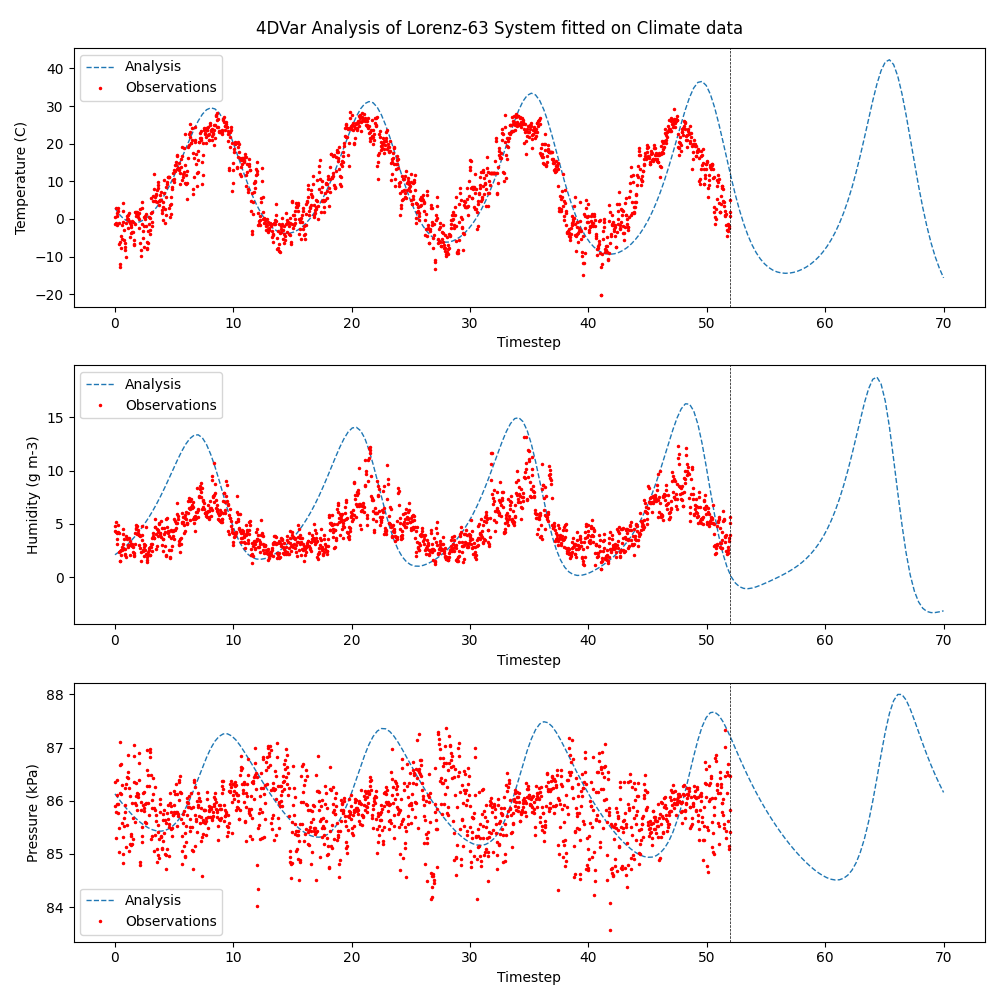 4DVar Analysis of Lorenz-63 System fitted on Climate data
Temperature (C)
40
30
20
10
0
−10
−20
Analysis
Observations
0 10 20 30 40 50 60 70
Timestep
Humidity (g m-3)
15
10
5
0
Analysis
Observations
0 10 20 30 40 50 60 70
Timestep
Pressure (kPa)
88
87
86
85
84
Analysis
Observations
0 10 20 30 40 50 60 70
Timestep